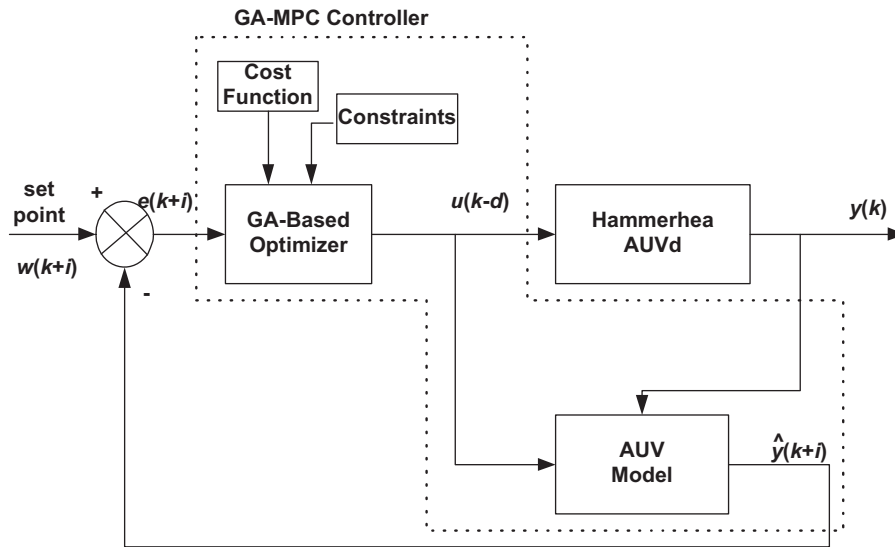 GA-MPC Controller
Cost
Function
Constraints
set
point
+
e(k+i)
w(k+i)
-
GA-Based
Optimizer
u(k-d)
Hammerhea
AUVd
y(k)
AUV
Model
ŷ(k+i)